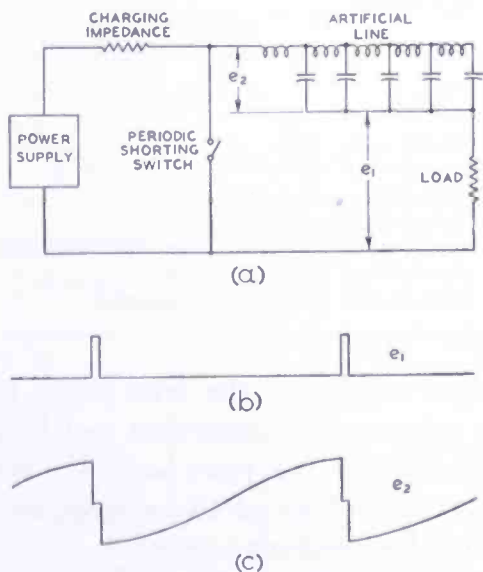 CHARGING
IMPEDANCE
ARTIFICIAL
LINE
e₂
POWER
SUPPLY
PERIODIC
SHORTING
SWITCH
e₁
LOAD
(a)
e₁
(b)
e₂
(c)